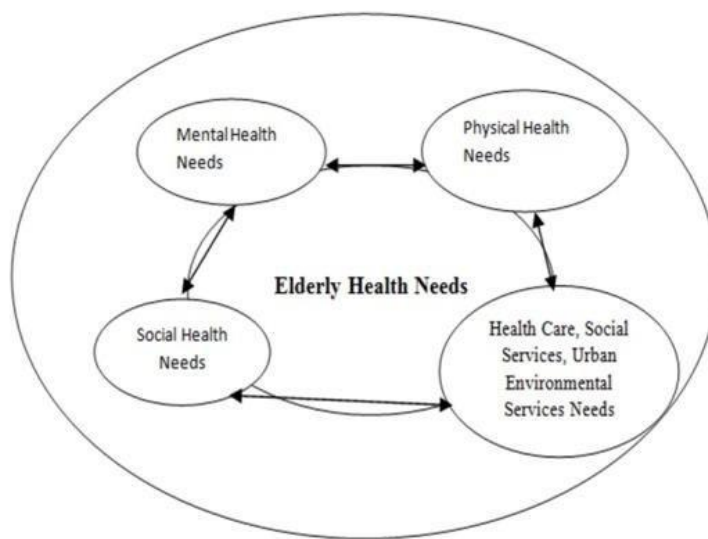 Mental Health
Needs
Physical Health
Needs
Elderly Health Needs
Social Health
Needs
Health Care, Social
Services, Urban
Environmental
Services Needs